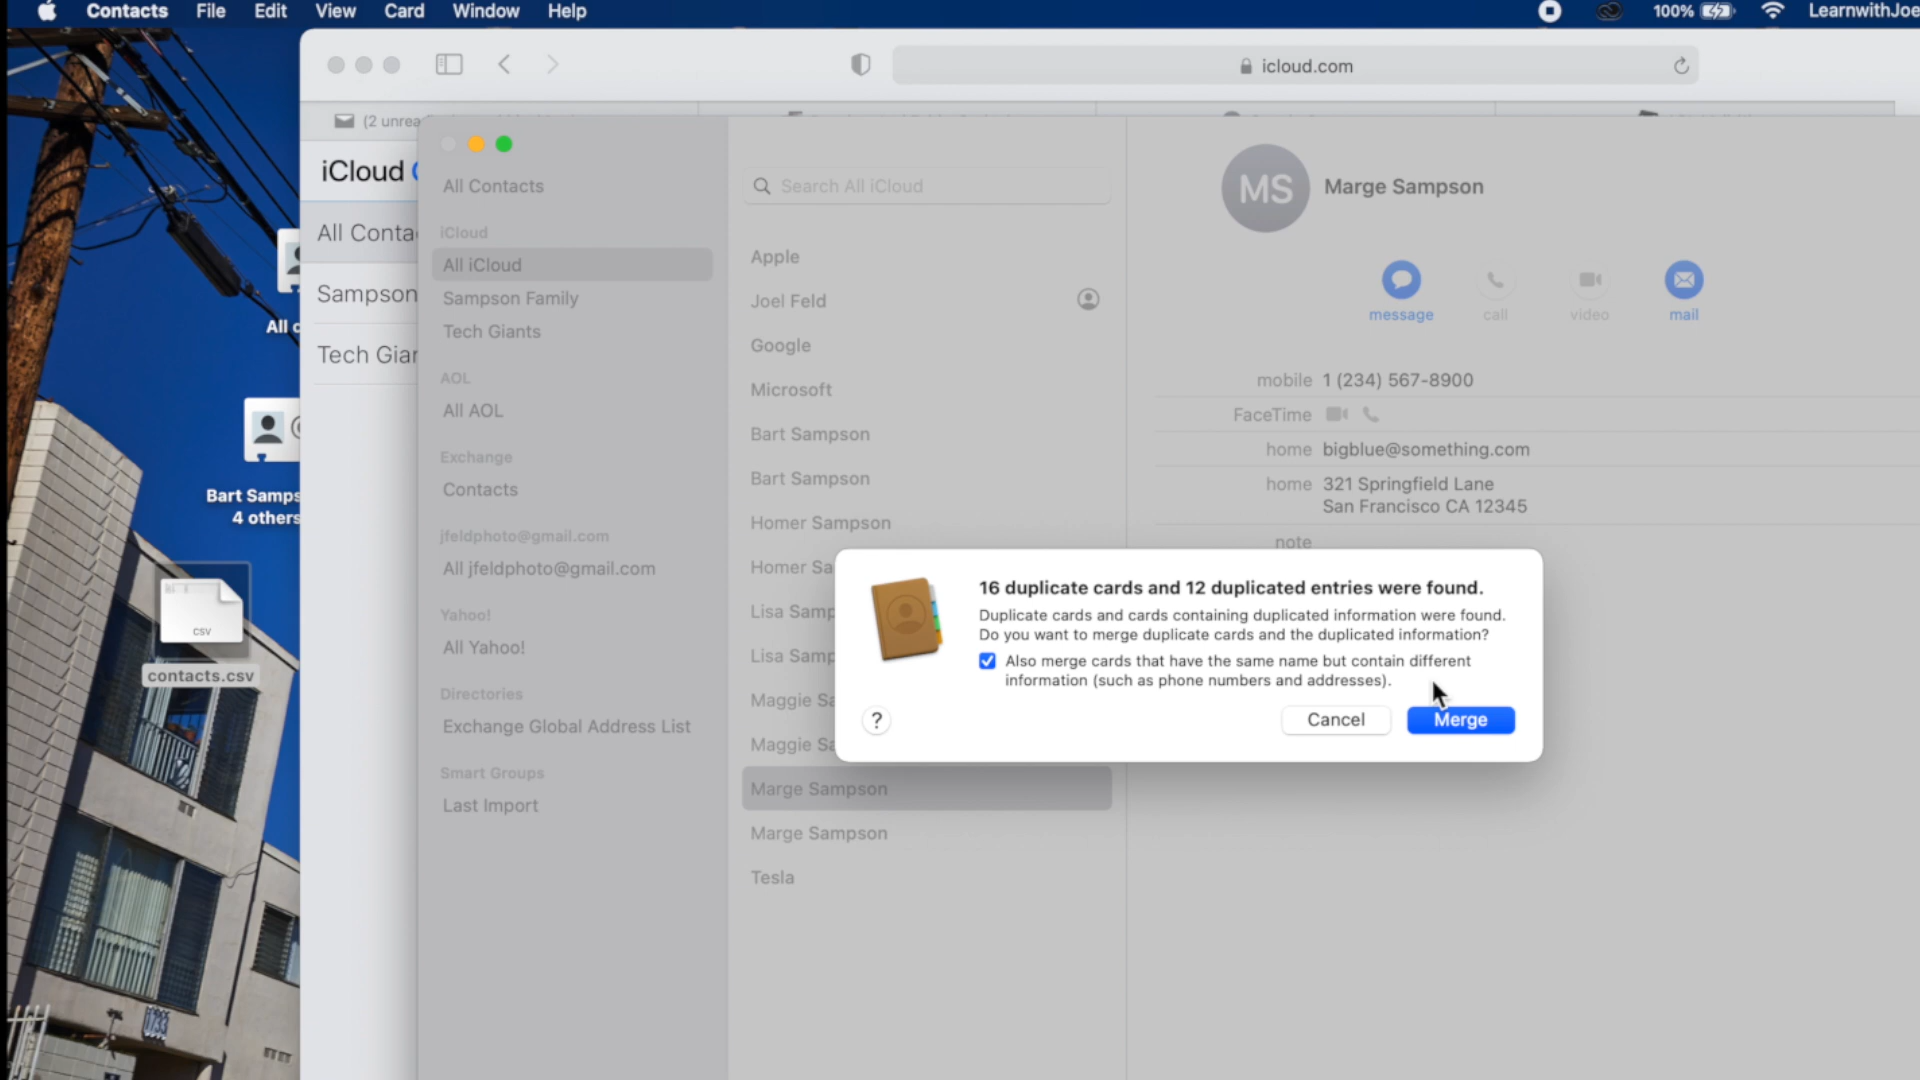 Contacts File Edit View Card Window Help
100%
LearnwithJoe
icloud.com
(2 unrea
iCloud
All Conta
Sampson
Tech Giar
All c
Bart Samps
4 others
CSV
contacts.csv
1733
All Contacts
iCloud
All iCloud
Sampson Family
Tech Giants
AOL
All AOL
Exchange
Contacts
jfeldphoto@gmail.com
All jfeldphoto@gmail.com
Yahoo!
All Yahoo!
Directories
Exchange Global Address List
Smart Groups
Last Import
Search All iCloud
Apple
Joel Feld
Google
Microsoft
Bart Sampson
Bart Sampson
Homer Sampson
Homer Sa
Lisa Samp
Lisa Samp
Maggie Sa
Maggie Sa
Marge Sampson
Marge Sampson
Tesla
MS
Marge Sampson
message call video mail
mobile 1 (234) 567-8900
FaceTime
home bigblue@something.com
home 321 Springfield Lane
San Francisco CA 12345
note
16 duplicate cards and 12 duplicated entries were found.
Duplicate cards and cards containing duplicated information were found.
Do you want to merge duplicate cards and the duplicated information?
Also merge cards that have the same name but contain different
information (such as phone numbers and addresses).
? Cancel Merge